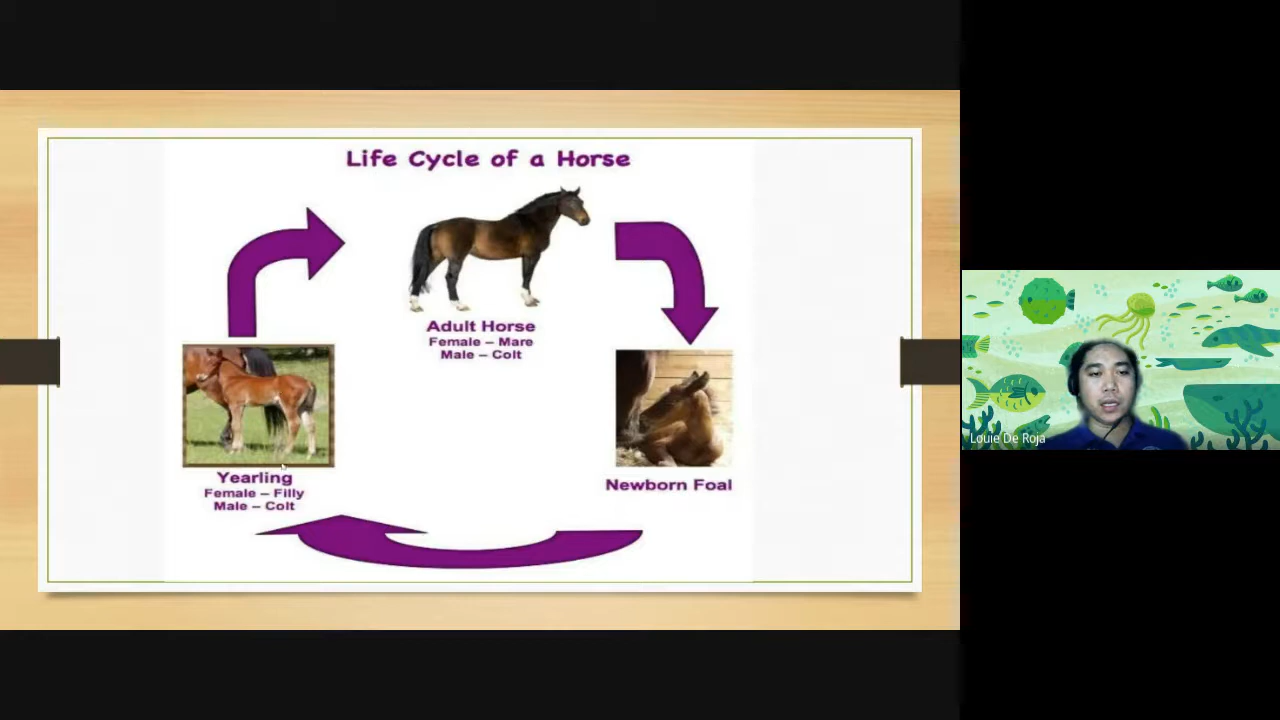 Life Cycle of a Horse
Adult Horse
Female – Mare
Male – Colt
Yearling
Female – Filly
Male – Colt
Newborn Foal
Louie De Roja